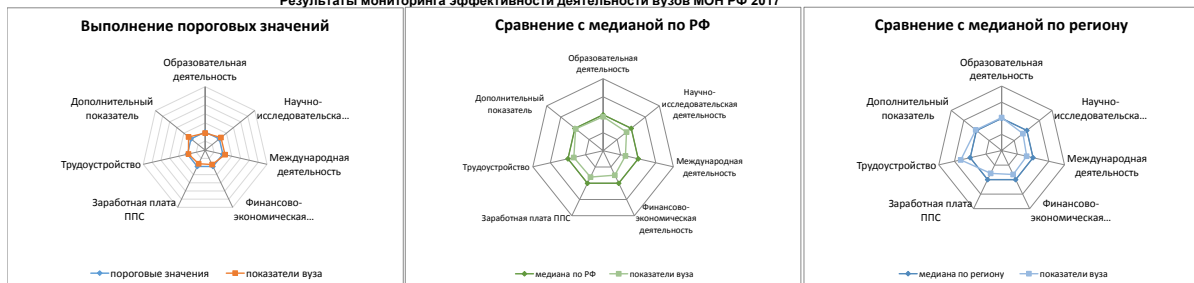 Результаты мониторинга эффективности деятельности вузов МОН РФ 2017
Выполнение пороговых значений
Образовательная
деятельность
Научно-
исследовательска...
Международная
деятельность
Финансово-
экономическая...
Заработная плата
ППС
Трудоустройство
Дополнительный
показатель
пороговые значения
показатели вуза
Сравнение с медианой по РФ
Образовательная
деятельность
Научно-
исследовательская
деятельность
Международная
деятельность
Финансово-
экономическая
деятельность
Заработная плата ППС
Трудоустройство
Дополнительный
показатель
медиана по РФ
показатели вуза
Сравнение с медианой по региону
Образовательная
деятельность
Научно-
исследовательска...
Международная
деятельность
Финансово-
экономическая...
Заработная плата
ППС
Трудоустройство
Дополнительный
показатель
медиана по региону
показатели вуза